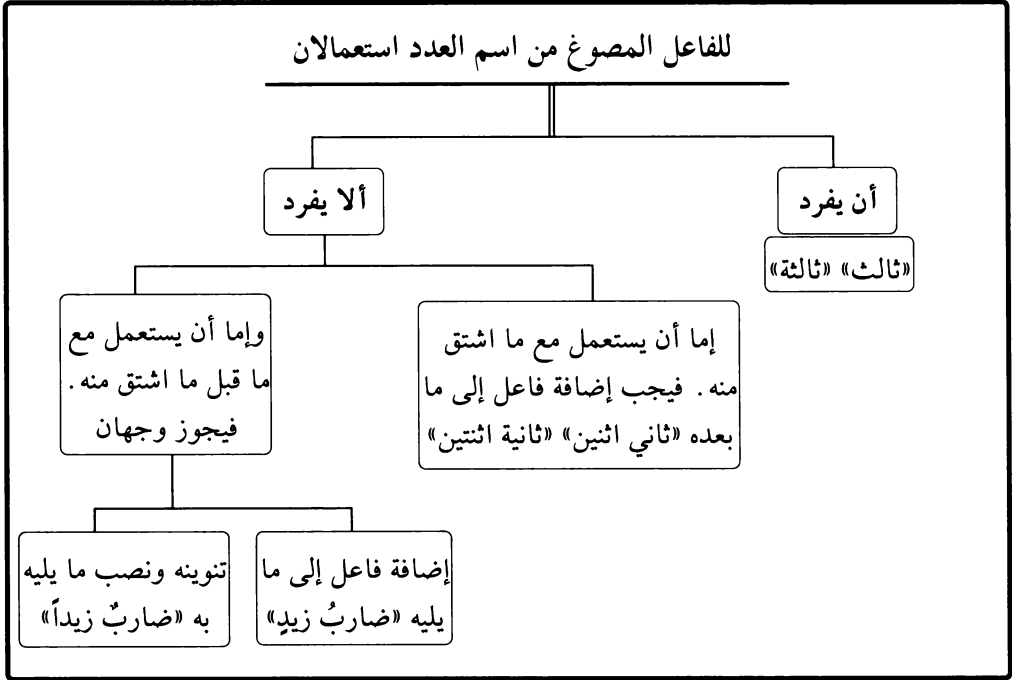 للفاعل المصوغ من اسم العدد استعمالان
أن يفرد
«ثالث» «ثالثة»
ألا يفرد
إما أن يستعمل مع ما اشتق
منه. فيجب إضافة فاعل إلى ما
بعده «ثاني اثنين» «ثانية اثنتين»
وإما أن يستعمل مع
ما قبل ما اشتق منه.
فيجوز وجهان
إضافة فاعل إلى ما
يليه «ضاربُ زيدٍ»
تنوينه ونصب ما يليه
به «ضاربٌ زيداً»